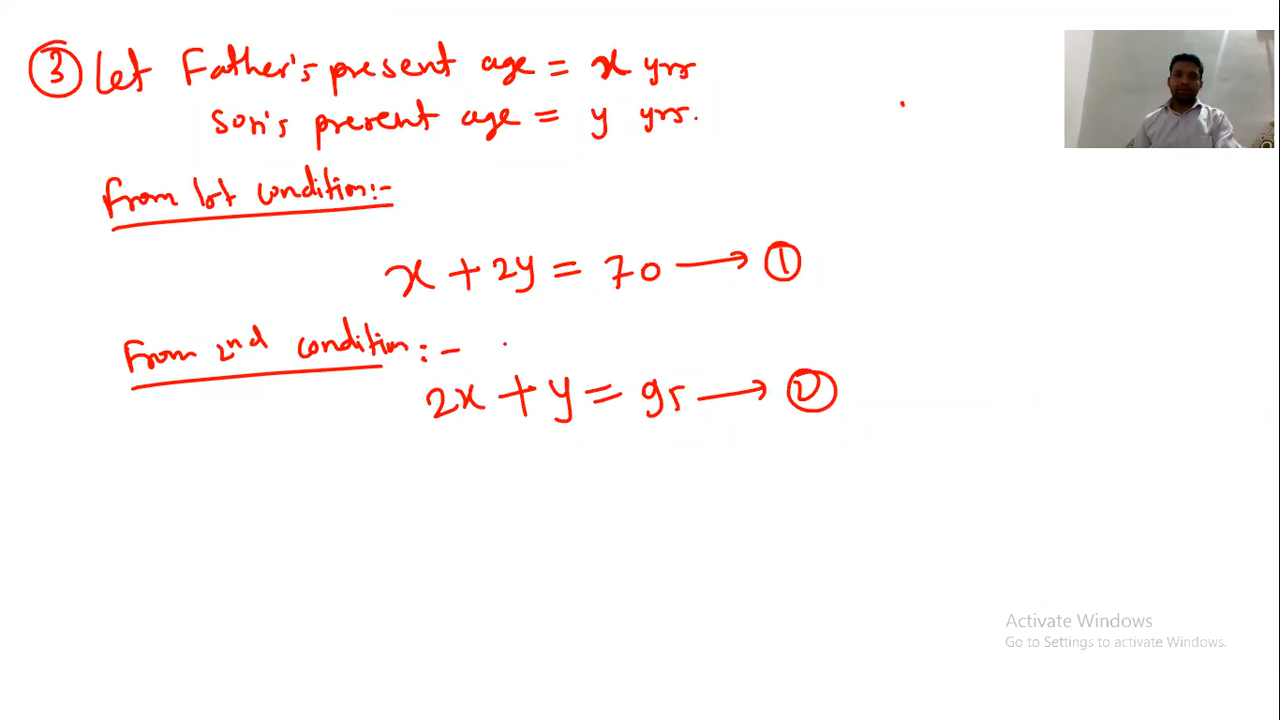 ③ Let Father's present age = x yrs
Son's present age = y yrs.
From 1st condition:-
x + 2y = 70 → ①
From 2nd condition:-
2x + y = 95 → ②
Activate Windows
Go to Settings to activate Windows.